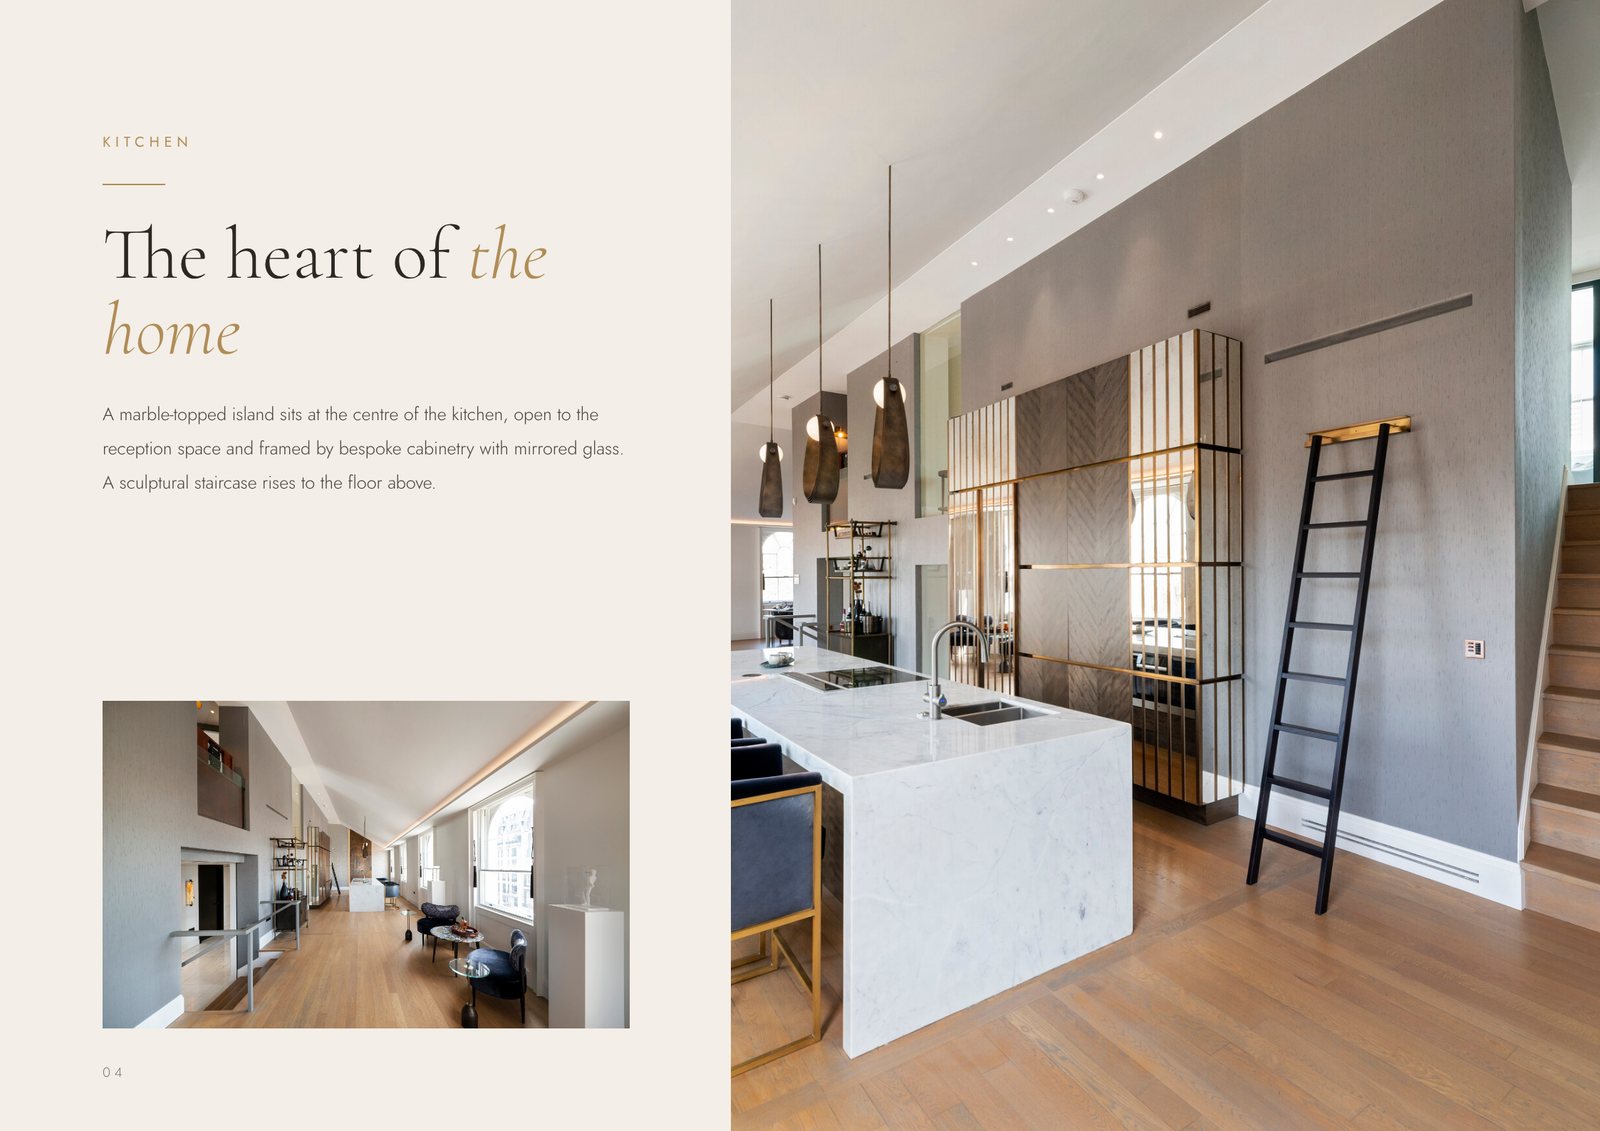 KITCHEN
The heart of the
home
A marble-topped island sits at the centre of the kitchen, open to the
reception space and framed by bespoke cabinetry with mirrored glass.
A sculptural staircase rises to the floor above.
04